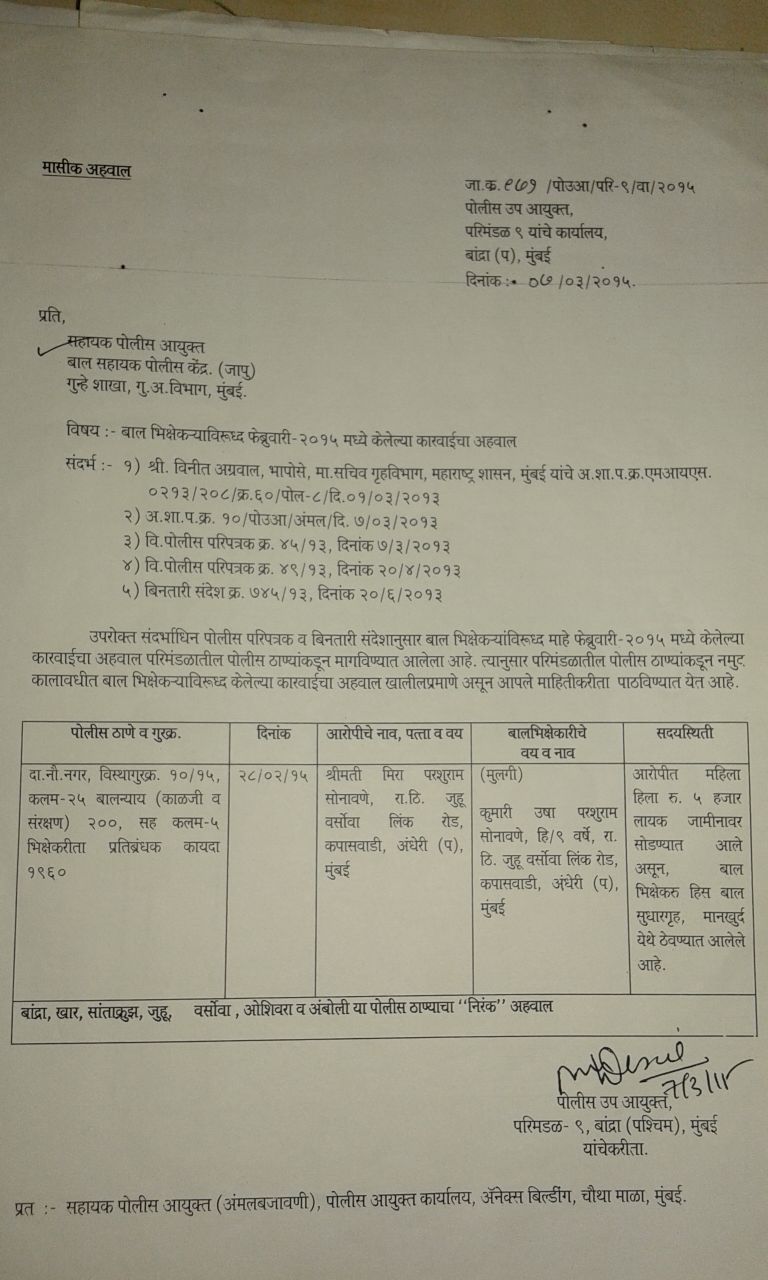 मासीक अहवाल
जा.क्र.९७१ /पोउआ/परि-९/वा/२०१५
पोलीस उप आयुक्त,
परिमंडळ ९ यांचे कार्यालय,
बांद्रा (प), मुंबई
दिनांक :- ०७/०३/२०१५.
प्रति,
सहायक पोलीस आयुक्त
बाल सहायक पोलीस केंद्र. (जापु)
गुन्हे शाखा, गु.अ.विभाग, मुंबई.
विषय :- बाल भिक्षेकऱ्याविरूध्द फेब्रुवारी-२०१५ मध्ये केलेल्या कारवाईचा अहवाल
संदर्भ :- १) श्री. विनीत अग्रवाल, भापोसे, मा.सचिव गृहविभाग, महाराष्ट्र शासन, मुंबई यांचे अ.शा.प.क्र.एमआयएस.
०२१३/२०८/क्र.६०/पोल-८/दि.०१/०३/२०१३
२) अ.शा.प.क्र. १०/पोउआ/अंमल/दि. ७/०३/२०१३
३) वि.पोलीस परिपत्रक क्र. ४५/१३, दिनांक ७/३/२०१३
४) वि.पोलीस परिपत्रक क्र. ४९/१३, दिनांक २०/४/२०१३
५) बिनतारी संदेश क्र. ७४५/१३, दिनांक २०/६/२०१३
उपरोक्त संदर्भाधिन पोलीस परिपत्रक व बिनतारी संदेशानुसार बाल भिक्षेकऱ्यांविरूध्द माहे फेब्रुवारी-२०१५ मध्ये केलेल्या
कारवाईचा अहवाल परिमंडळातील पोलीस ठाण्यांकडून मागविण्यात आलेला आहे. त्यानुसार परिमंडळातील पोलीस ठाण्यांकडून नमुद
कालावधीत बाल भिक्षेकऱ्याविरूध्द केलेल्या कारवाईचा अहवाल खालीलप्रमाणे असून आपले माहितीकरीता पाठविण्यात येत आहे.
पोलीस ठाणे व गुरक्र.
दिनांक
आरोपीचे नाव, पत्ता व वय
बालभिक्षेकारीचे
वय व नाव
सदयस्थिती
दा.नौ.नगर, विस्थागुरक्र. १०/१५,
कलम-२५ बालन्याय (काळजी व
संरक्षण) २००, सह कलम-५
भिक्षेकरीता प्रतिबंधक कायदा
१९६०
२८/०२/१५
श्रीमती मिरा परशुराम
सोनावणे, रा.ठि. जुहू
वर्सोवा लिंक रोड,
कपासवाडी, अंधेरी (प),
मुंबई
(मुलगी)
कुमारी उषा परशुराम
सोनावणे, हि/९ वर्षे, रा.
ठि. जुहू वर्सोवा लिंक रोड,
कपासवाडी, अंधेरी (प),
मुंबई
आरोपीत महिला
हिला रु. ५ हजार
लायक जामीनावर
सोडण्यात आले
असून, बाल
भिक्षेकरु हिस बाल
सुधारगृह, मानखुर्द
येथे ठेवण्यात आलेले
आहे.
बांद्रा, खार, सांताक्रुझ, जुहू, वर्सोवा , ओशिवरा व अंबोली या पोलीस ठाण्याचा "निरंक" अहवाल
7/3/15
पोलीस उप आयुक्त,
परिमडळ- ९, बांद्रा (पश्चिम), मुंबई
यांचेकरीता.
प्रत :- सहायक पोलीस आयुक्त (अंमलबजावणी), पोलीस आयुक्त कार्यालय, अ‍ॅनेक्स बिल्डींग, चौथा माळा, मुंबई.